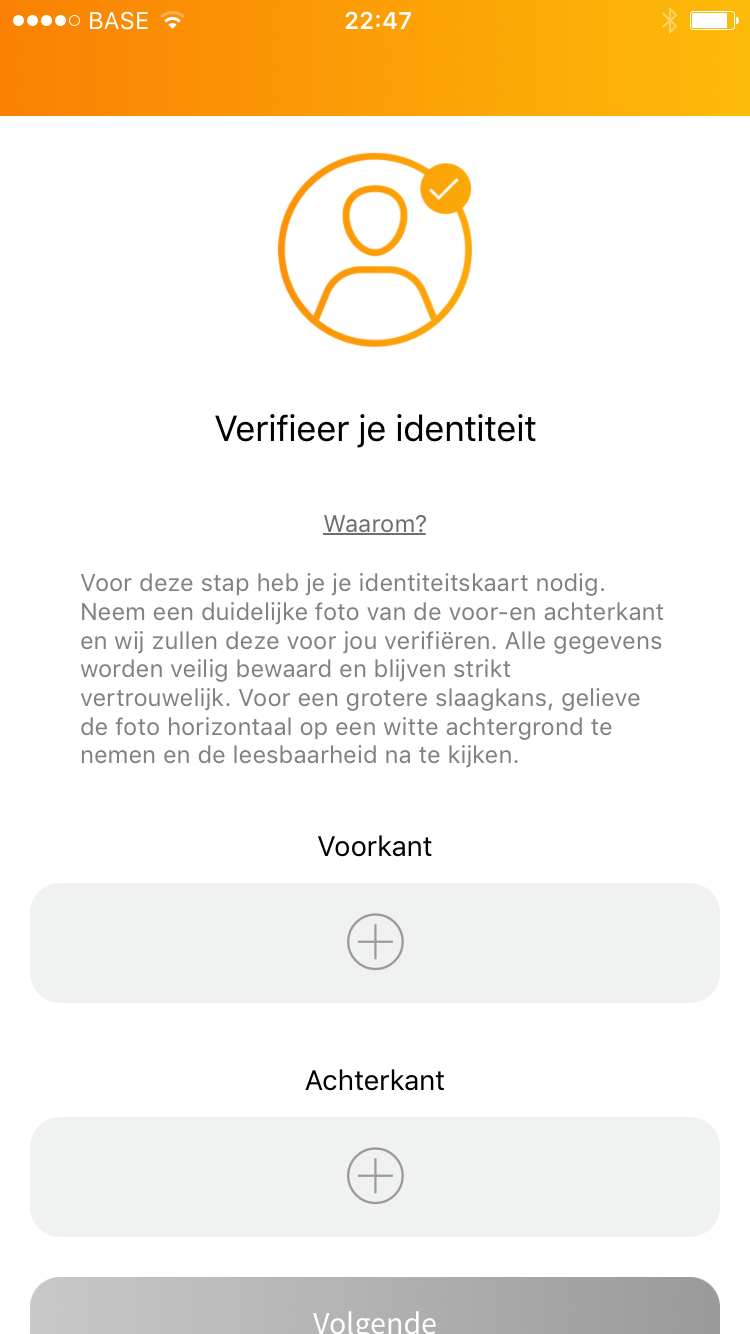 BASE 22:47
Verifieer je identiteit
Waarom?
Voor deze stap heb je je identiteitskaart nodig.
Neem een duidelijke foto van de voor-en achterkant
en wij zullen deze voor jou verifiëren. Alle gegevens
worden veilig bewaard en blijven strikt
vertrouwelijk. Voor een grotere slaagkans, gelieve
de foto horizontaal op een witte achtergrond te
nemen en de leesbaarheid na te kijken.
Voorkant
Achterkant
Volgende